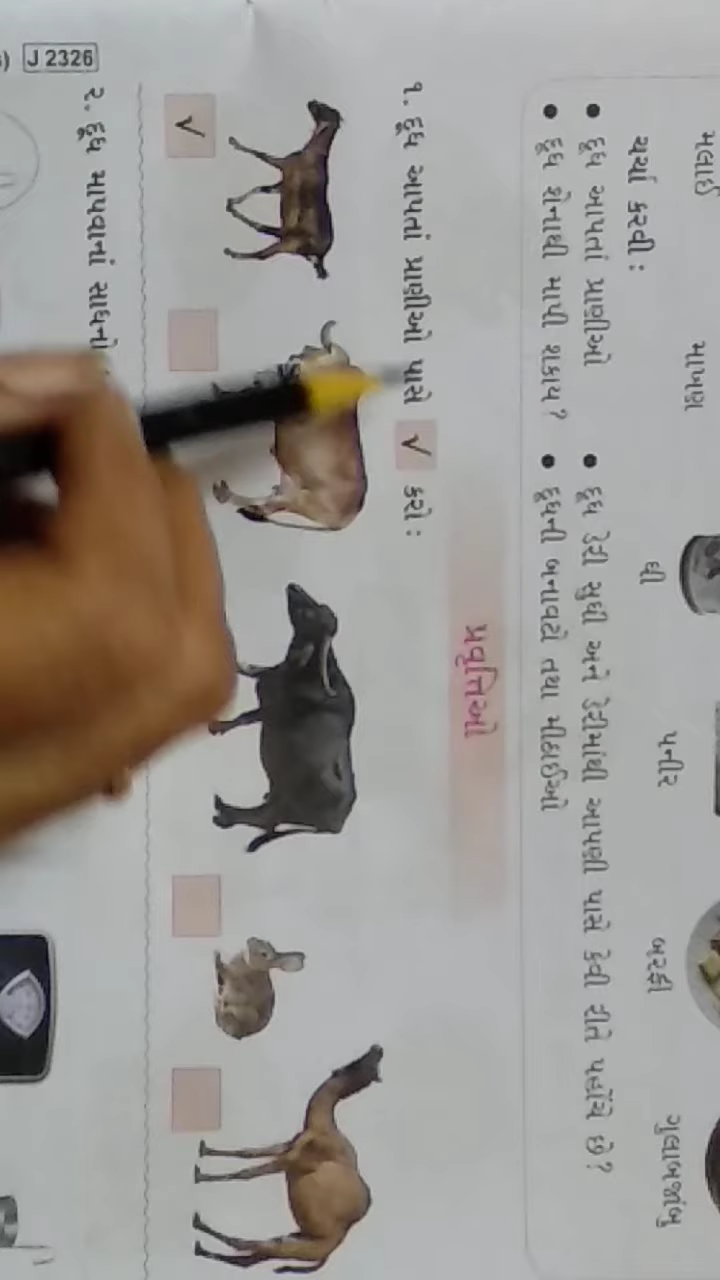 મલાઈ માખણ ઘી પનીર બરફી ગુલાબજાંબુ
ચર્ચા કરવી :
● દૂધ આપતાં પ્રાણીઓ ● દૂધ ડેરી સુધી અને ડેરીમાંથી આપણી પાસે કેવી રીતે પહોંચે છે?
● દૂધ શેનાથી માપી શકાય? ● દૂધની બનાવટો તથા મીઠાઈઓ
પ્રવૃત્તિઓ
૧. દૂધ આપતાં પ્રાણીઓ પાસે √ કરો :
√
૨. દૂધ માપવાનાં સાધનો
J 2326